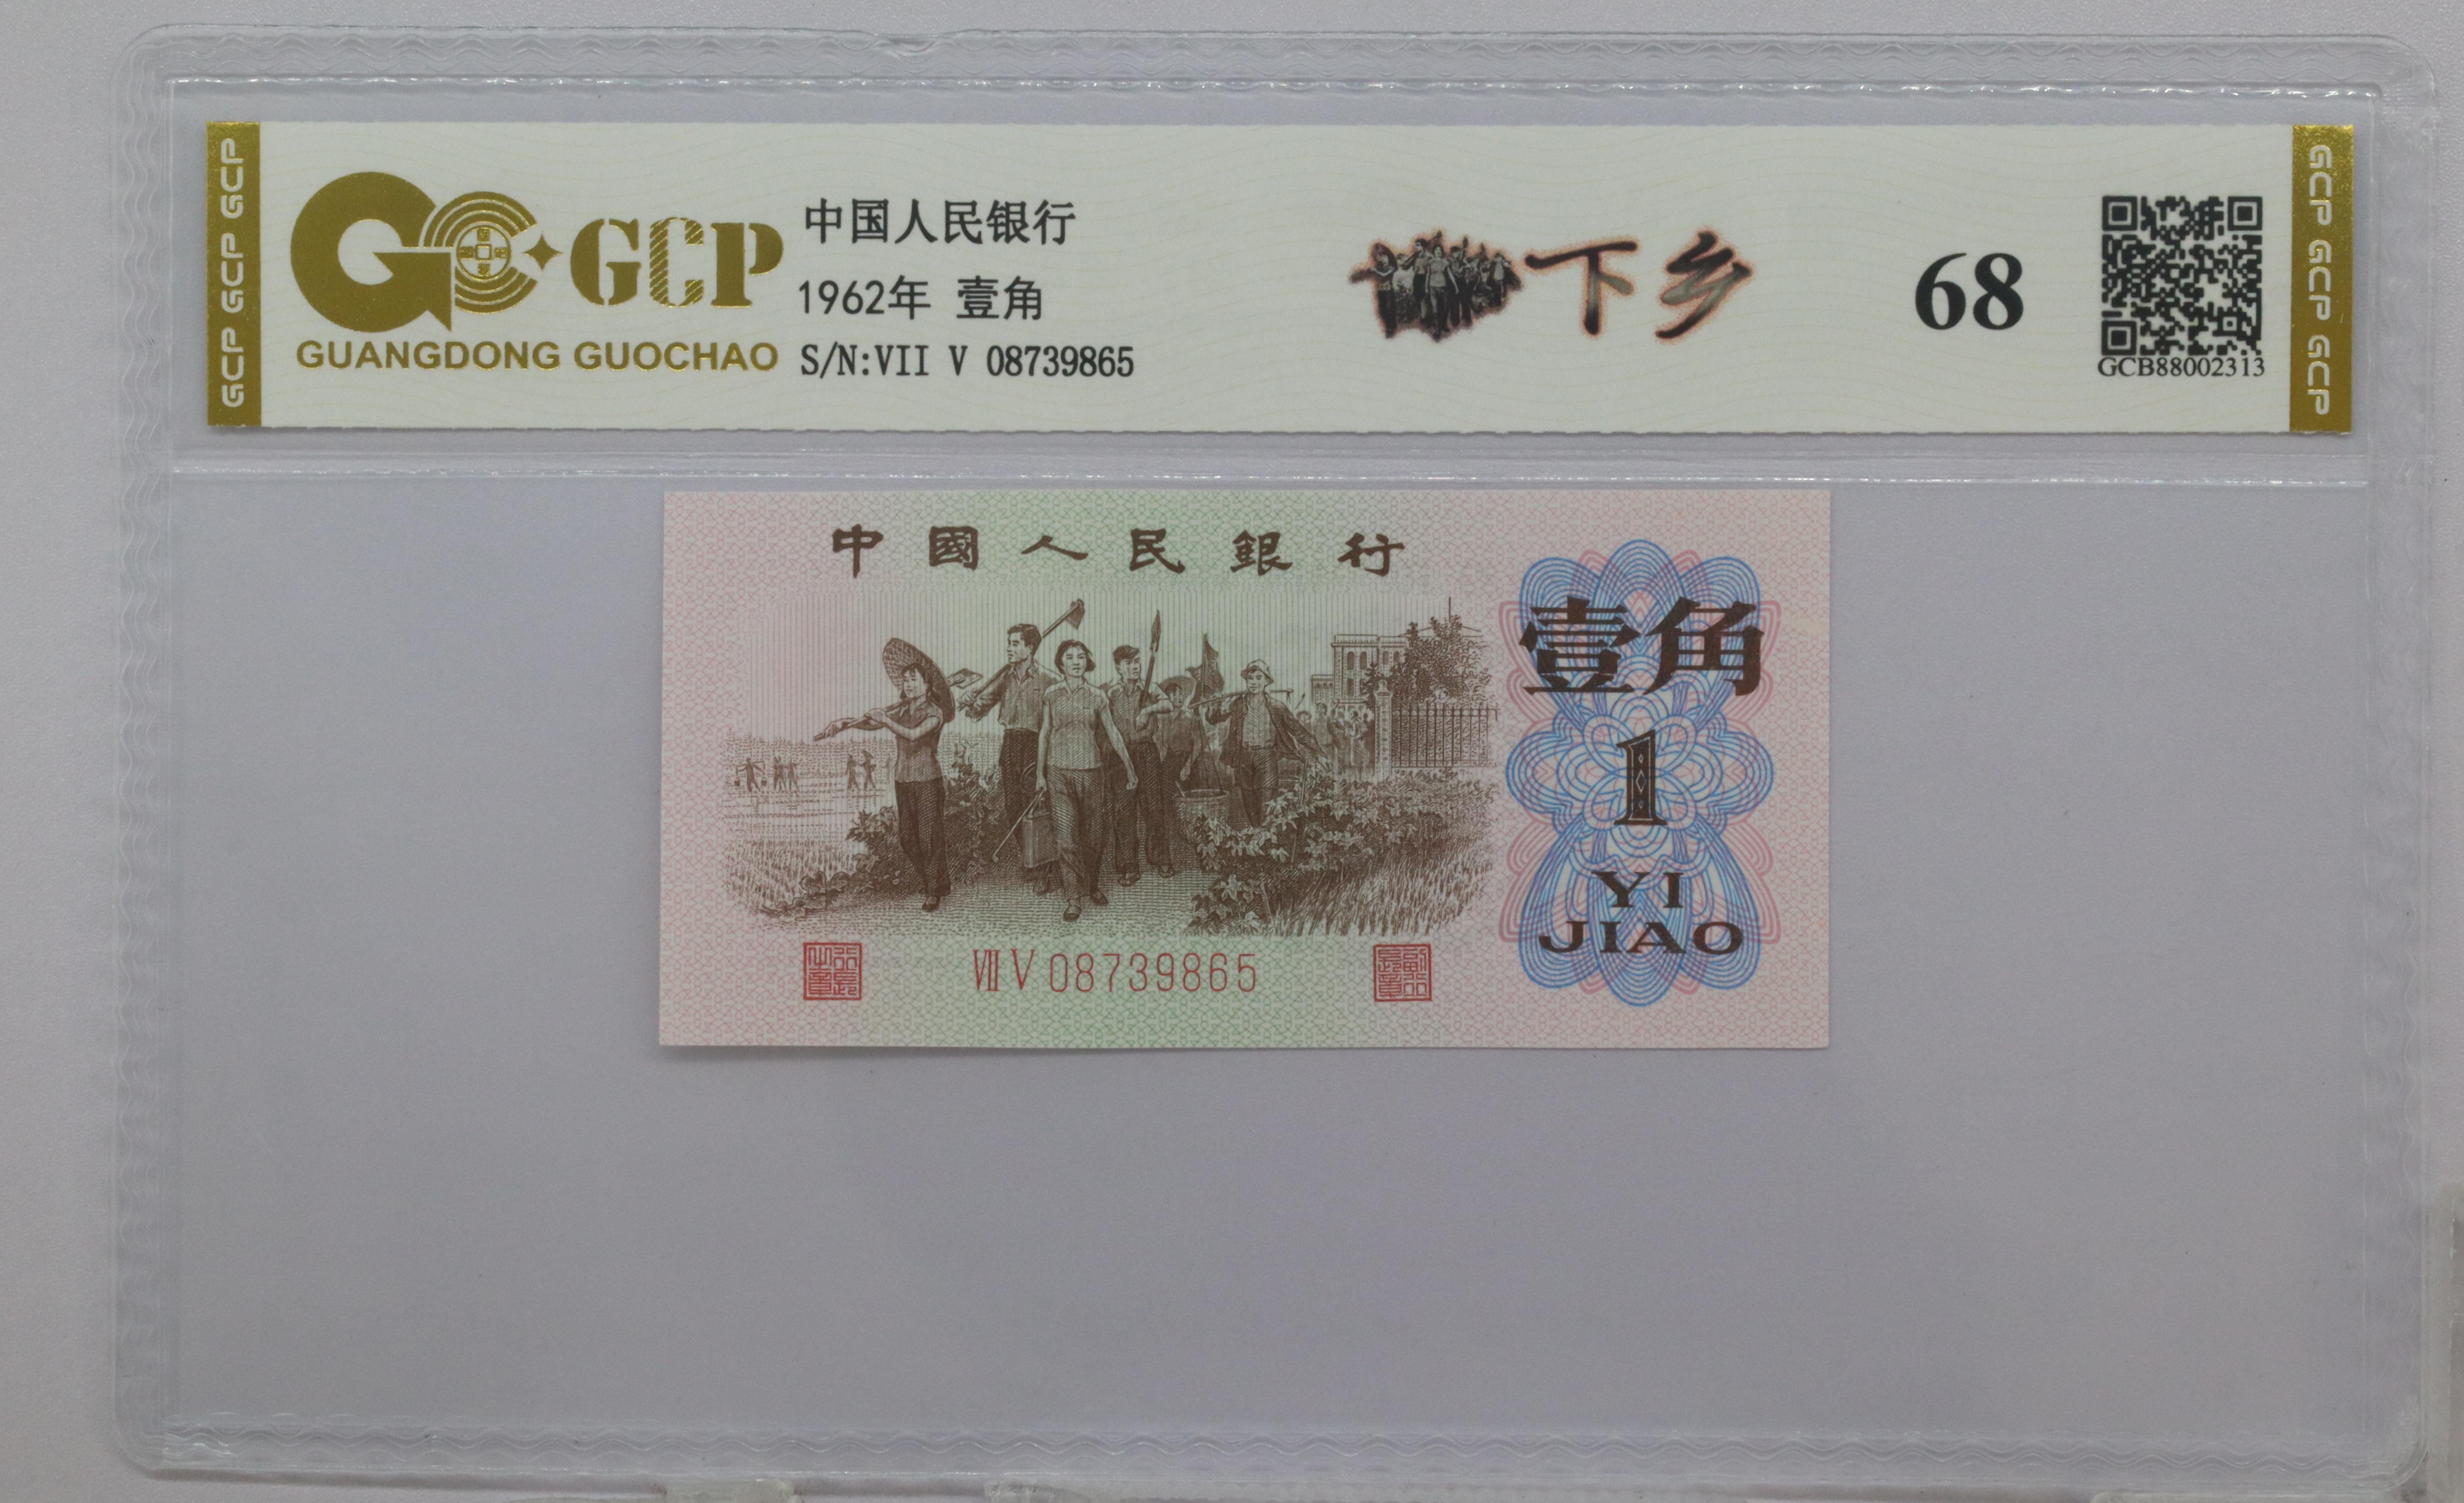 GCP GCP GCP
GCP
GUANGDONG GUOCHAO
中国人民银行
1962年 壹角
S/N:VII V 08739865
下乡
68
GCB88002313
GCP GCP GCP
中國人民銀行
壹角
1
YI
JIAO
VII V 08739865